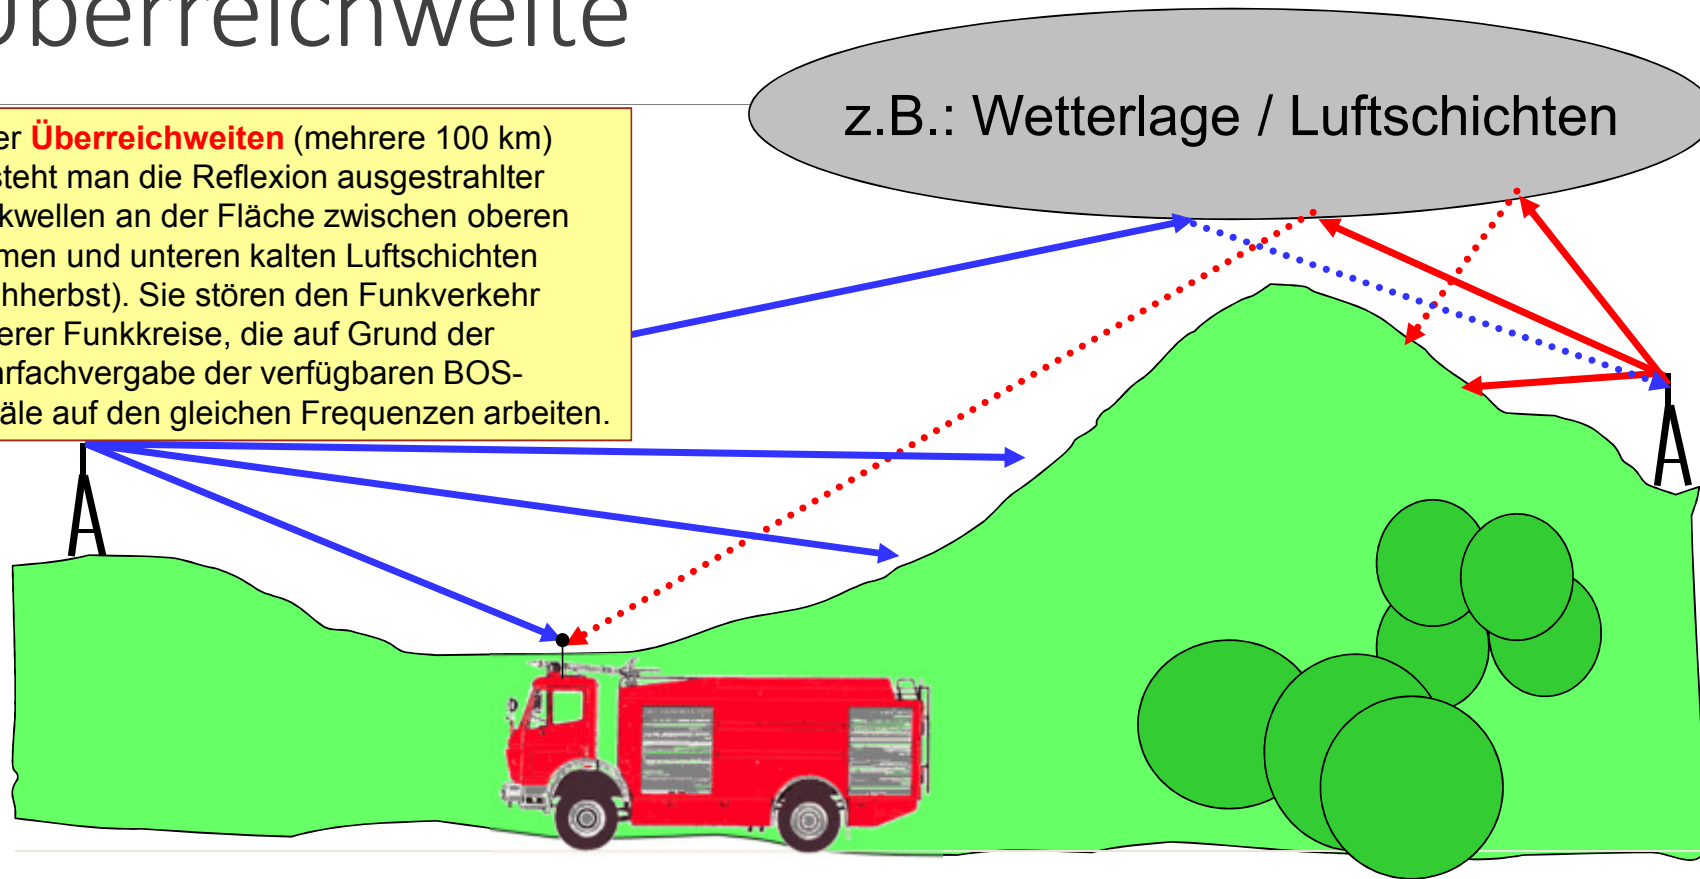 Überreichweite
z.B.: Wetterlage / Luftschichten
er Überreichweiten (mehrere 100 km)
steht man die Reflexion ausgestrahlter
kwellen an der Fläche zwischen oberen
men und unteren kalten Luftschichten
hherbst). Sie stören den Funkverkehr
erer Funkkreise, die auf Grund der
hrfachvergabe der verfügbaren BOS-
äle auf den gleichen Frequenzen arbeiten.